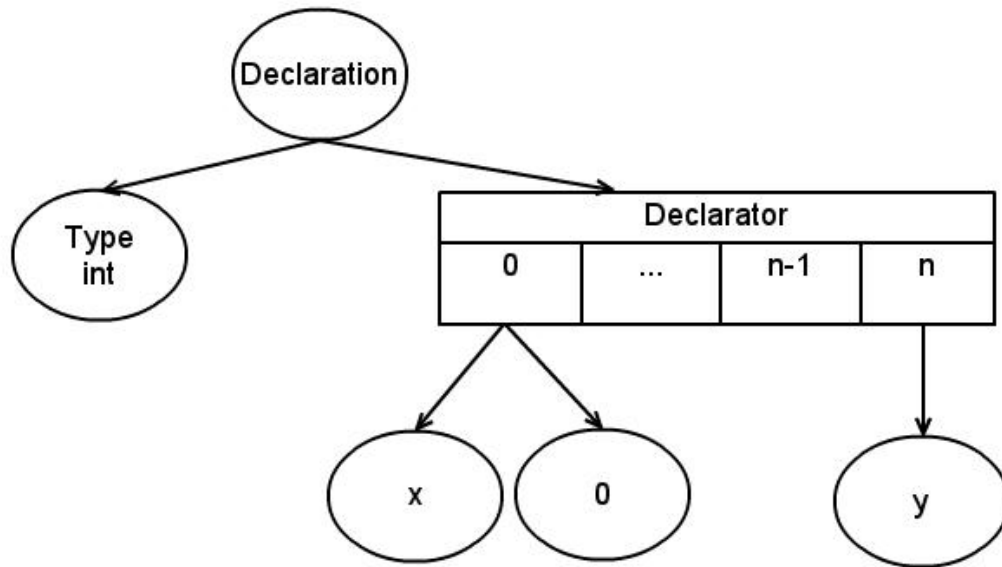 Declaration
Type
int
Declarator
0
...
n-1
n
x
0
y